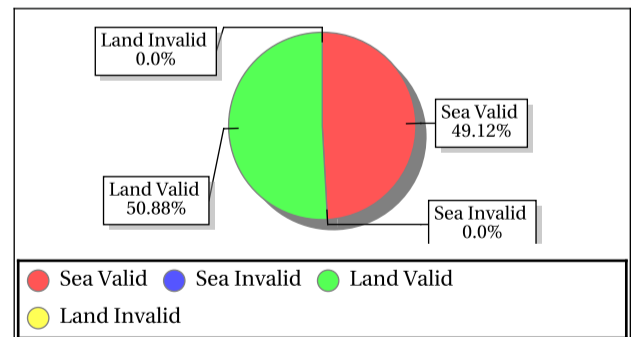 Land Invalid
0.0%
Sea Valid
49.12%
Land Valid
50.88%
Sea Invalid
0.0%
Sea Valid Sea Invalid Land Valid
Land Invalid